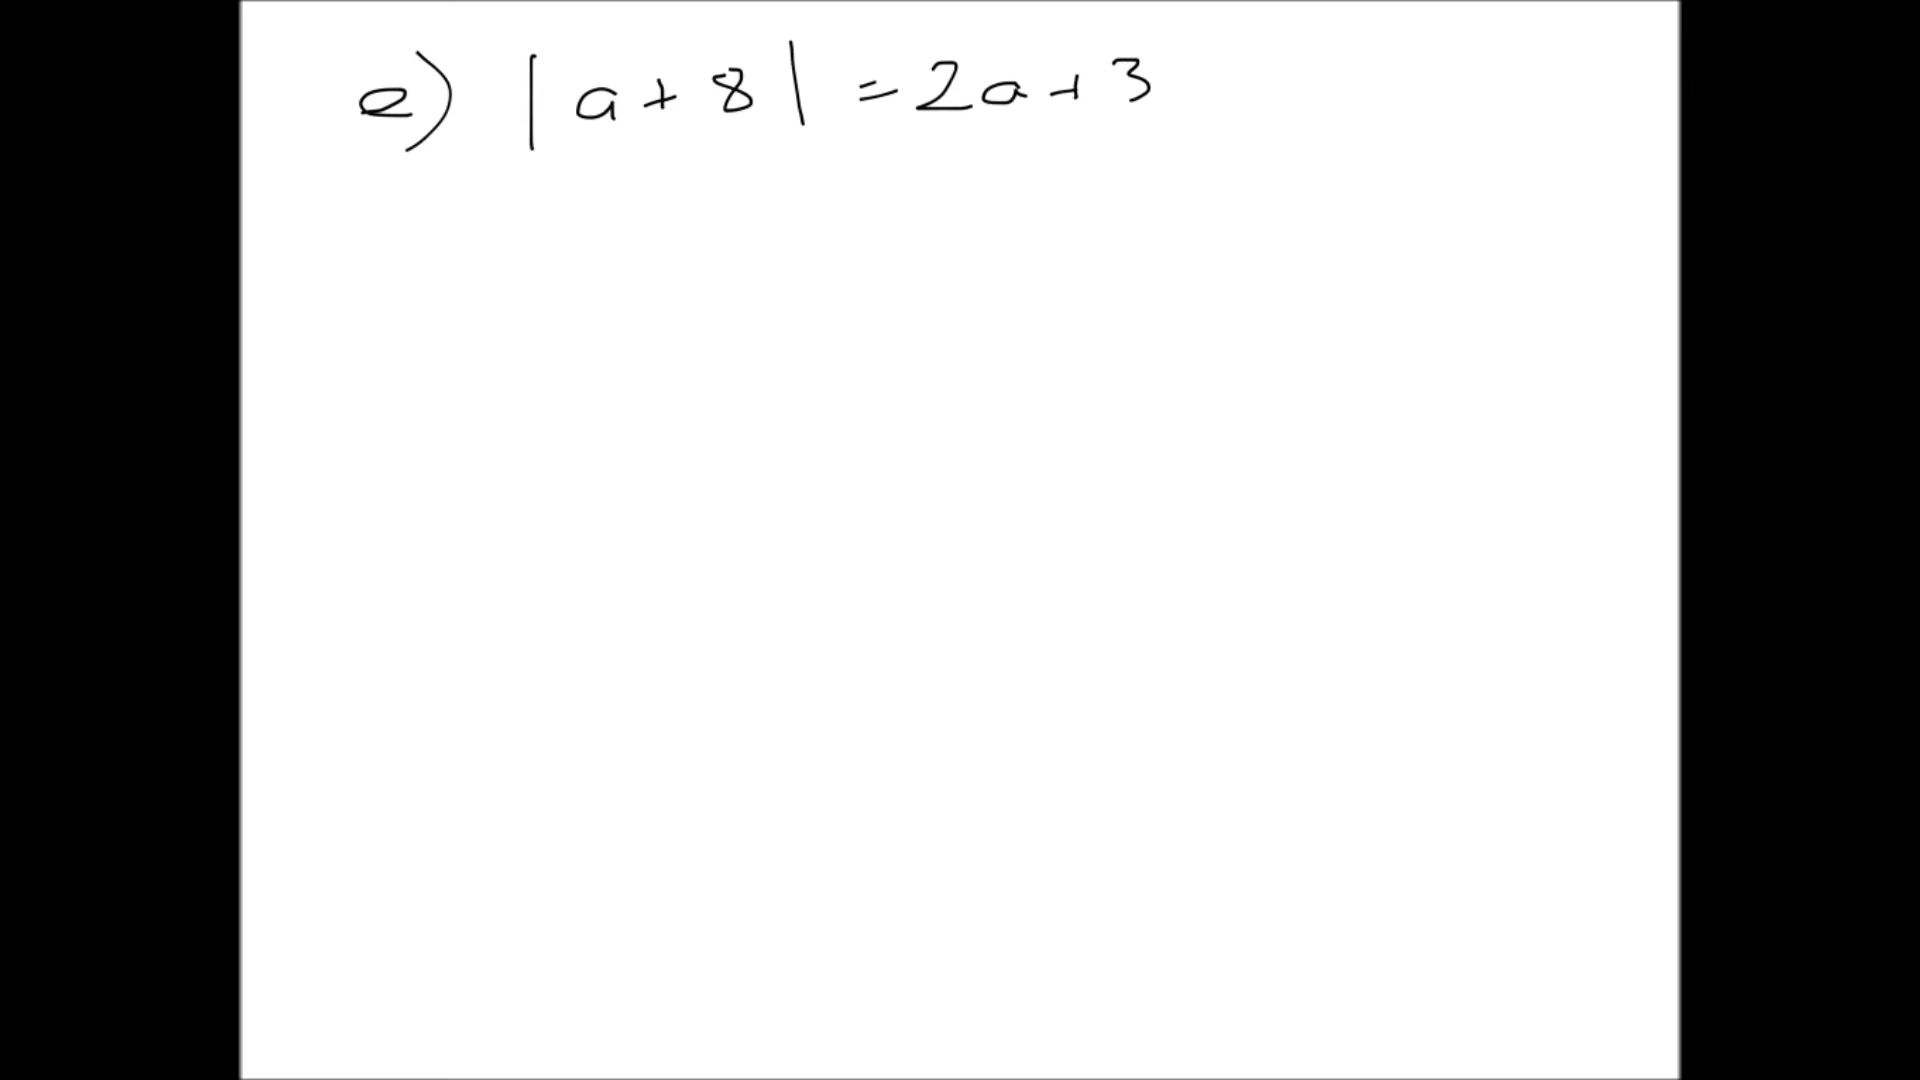 e) |a+8| = 2a+3